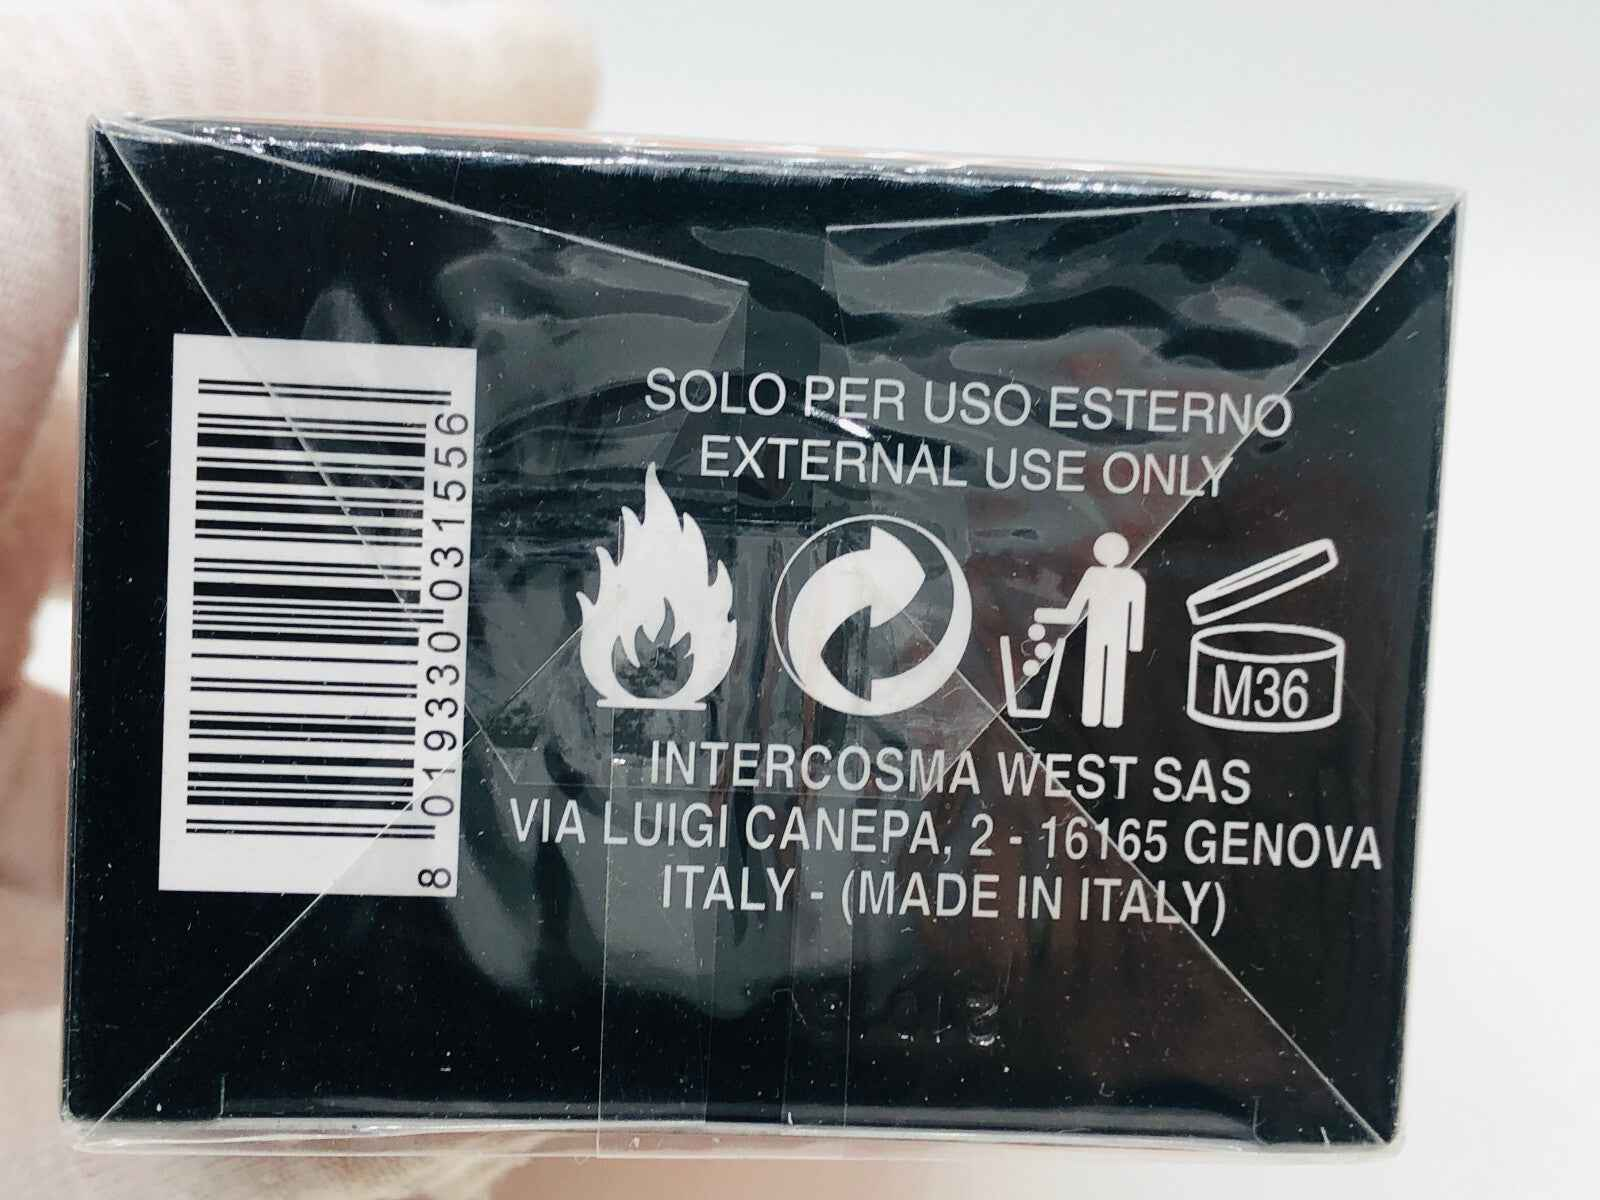 SOLO PER USO ESTERNO
EXTERNAL USE ONLY
M36
INTERCOSMA WEST SAS
VIA LUIGI CANEPA, 2 - 16165 GENOVA
ITALY - (MADE IN ITALY)
8 019330 031556